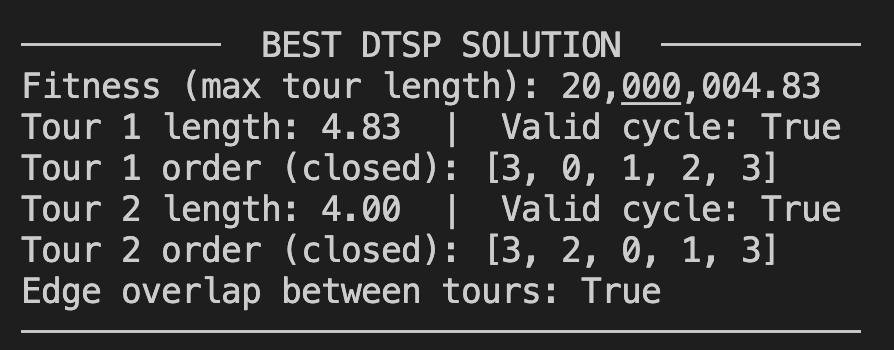 BEST DTSP SOLUTION
Fitness (max tour length): 20,000,004.83
Tour 1 length: 4.83 | Valid cycle: True
Tour 1 order (closed): [3, 0, 1, 2, 3]
Tour 2 length: 4.00 | Valid cycle: True
Tour 2 order (closed): [3, 2, 0, 1, 3]
Edge overlap between tours: True